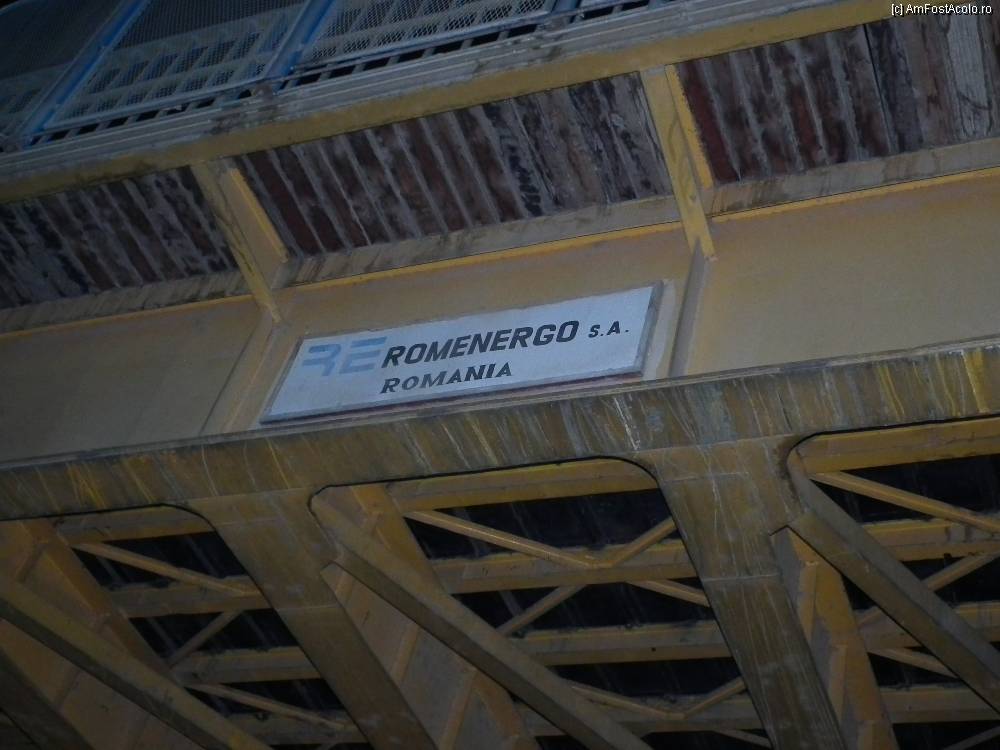 [c] AmFostAcolo.ro
RE ROMENERGO S.A.
ROMANIA